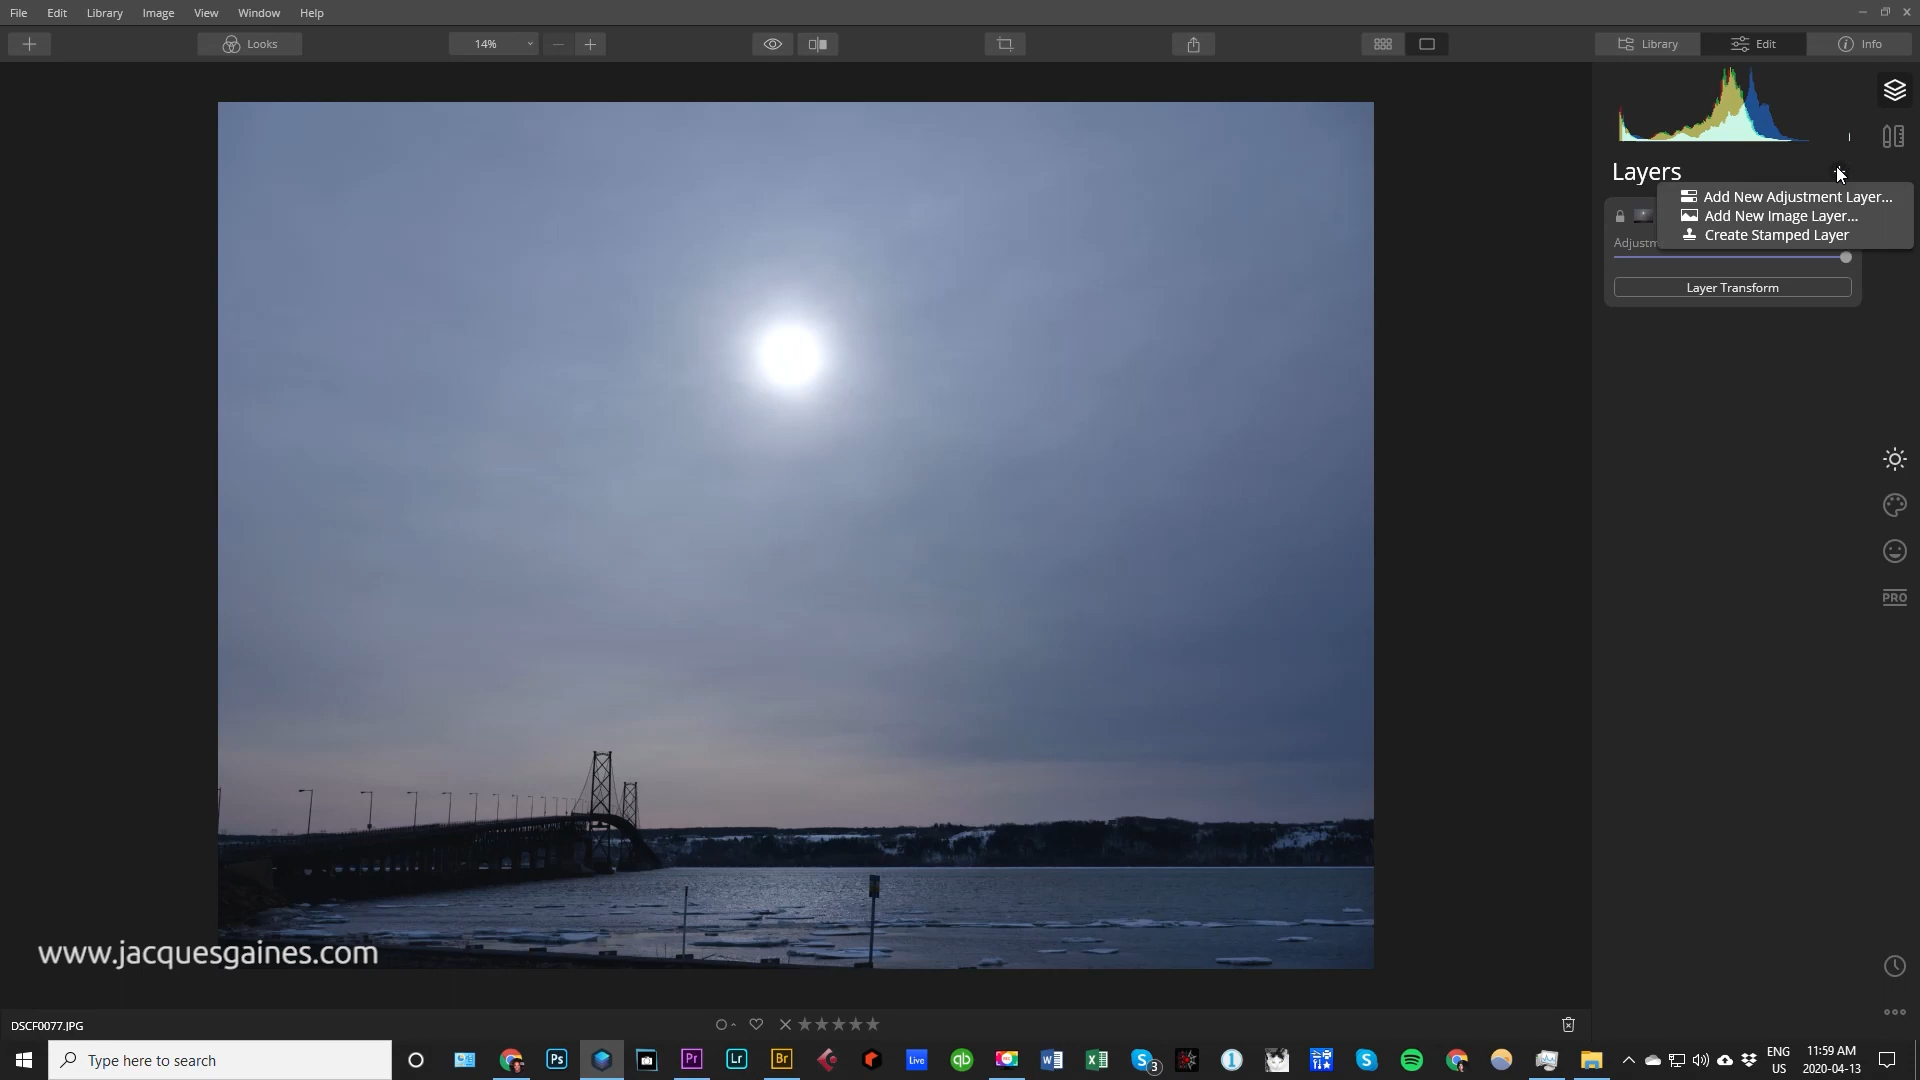 File Edit Library Image View Window Help
Looks 14% Library Edit Info
Layers
Add New Adjustment Layer...
Add New Image Layer...
Create Stamped Layer
Adjustm
Layer Transform
PRO
www.jacquesgaines.com
DSCF0077.JPG
Type here to search
Ps Pr Lr Br Live qb 3 1
ENG 11:59 AM
US 2020-04-13